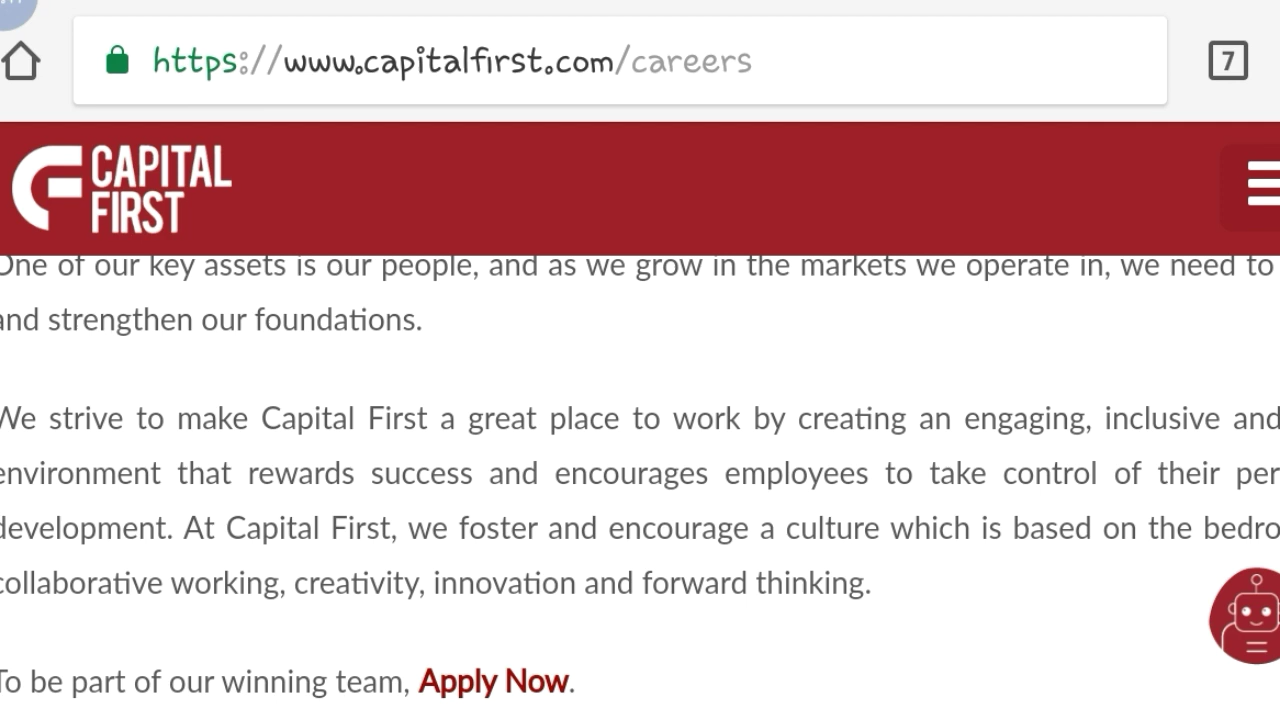 https://www.capitalfirst.com/careers
7
CAPITAL
FIRST
One of our key assets is our people, and as we grow in the markets we operate in, we need to
and strengthen our foundations.
We strive to make Capital First a great place to work by creating an engaging, inclusive and
environment that rewards success and encourages employees to take control of their per
development. At Capital First, we foster and encourage a culture which is based on the bedro
collaborative working, creativity, innovation and forward thinking.
To be part of our winning team, Apply Now.